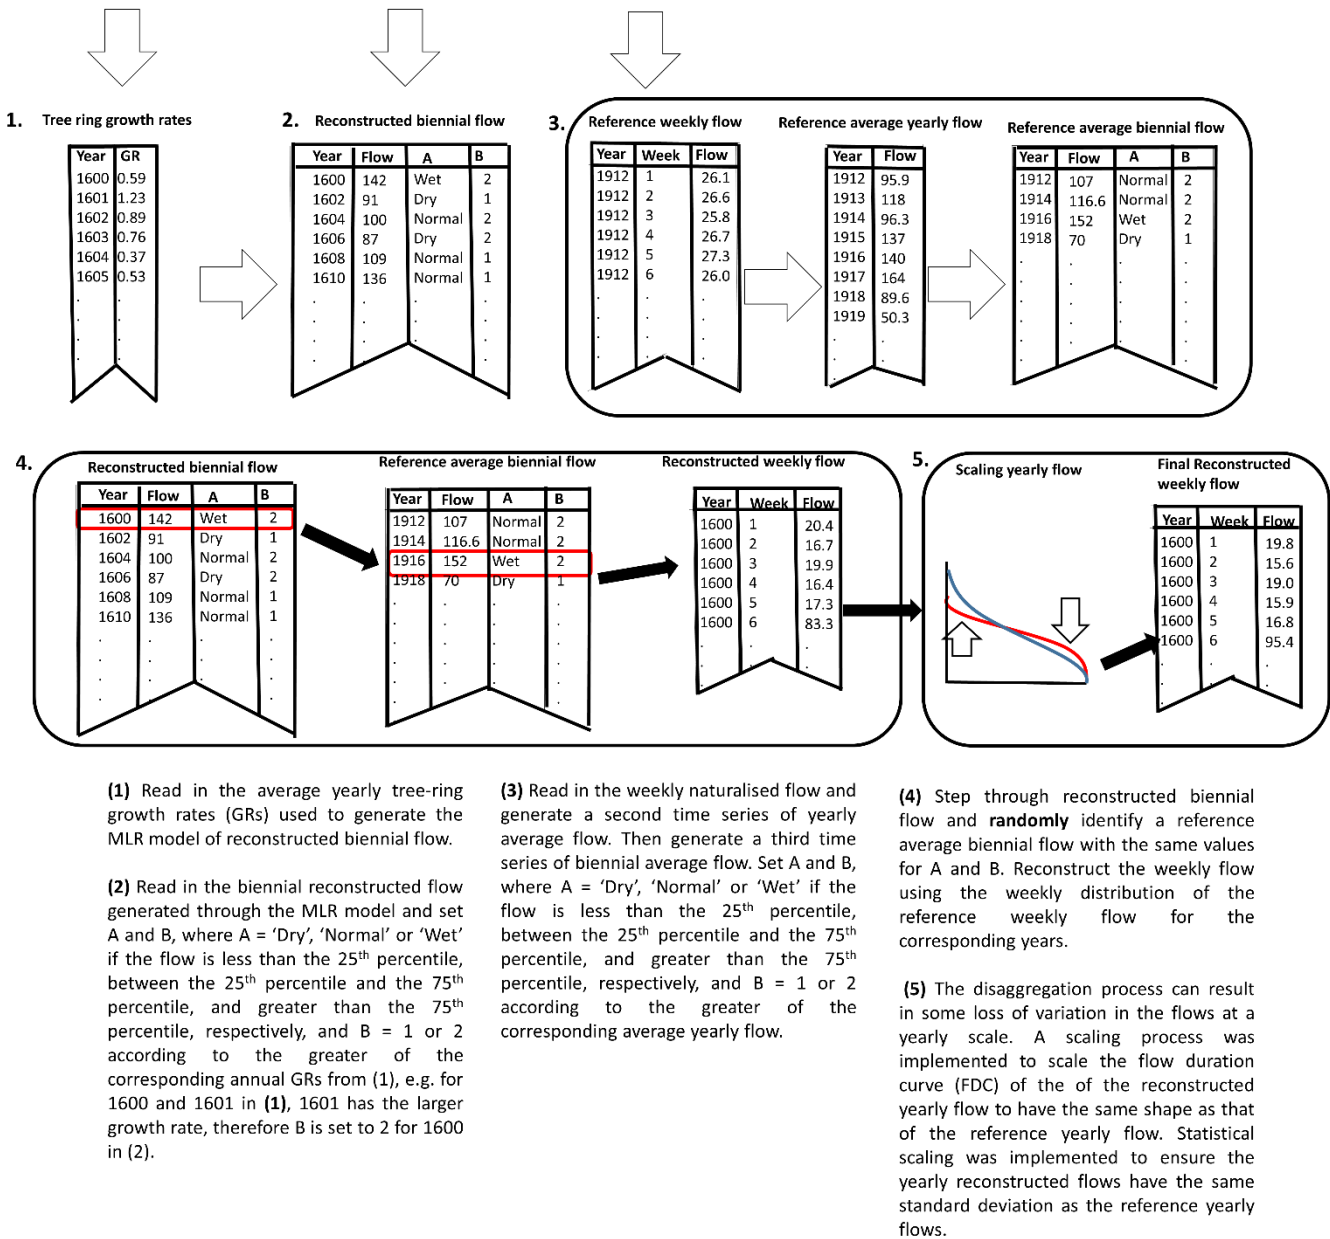 1. Tree ring growth rates
Year GR
1600 0.59
1601 1.23
1602 0.89
1603 0.76
1604 0.37
1605 0.53
2. Reconstructed biennial flow
Year Flow A B
1600 142 Wet 2
1602 91 Dry 1
1604 100 Normal 2
1606 87 Dry 2
1608 109 Normal 1
1610 136 Normal 1
3. Reference weekly flow
Year Week Flow
1912 1 26.1
1912 2 26.6
1912 3 25.8
1912 4 26.7
1912 5 27.3
1912 6 26.0
Reference average yearly flow
Year Flow
1912 95.9
1913 118
1914 96.3
1915 137
1916 140
1917 164
1918 89.6
1919 50.3
Reference average biennial flow
Year Flow A B
1912 107 Normal 2
1914 116.6 Normal 2
1916 152 Wet 2
1918 70 Dry 1
4. Reconstructed biennial flow
Year Flow A B
1600 142 Wet 2
1602 91 Dry 1
1604 100 Normal 2
1606 87 Dry 2
1608 109 Normal 1
1610 136 Normal 1
Reference average biennial flow
Year Flow A B
1912 107 Normal 2
1914 116.6 Normal 2
1916 152 Wet 2
1918 70 Dry 1
Reconstructed weekly flow
Year Week Flow
1600 1 20.4
1600 2 16.7
1600 3 19.9
1600 4 16.4
1600 5 17.3
1600 6 83.3
5. Scaling yearly flow
Final Reconstructed
weekly flow
Year Week Flow
1600 1 19.8
1600 2 15.6
1600 3 19.0
1600 4 15.9
1600 5 16.8
1600 6 95.4
(1) Read in the average yearly tree-ring
growth rates (GRs) used to generate the
MLR model of reconstructed biennial flow.
(2) Read in the biennial reconstructed flow
generated through the MLR model and set
A and B, where A = ‘Dry’, ‘Normal’ or ‘Wet’
if the flow is less than the 25th percentile,
between the 25th percentile and the 75th
percentile, and greater than the 75th
percentile, respectively, and B = 1 or 2
according to the greater of the
corresponding annual GRs from (1), e.g. for
1600 and 1601 in (1), 1601 has the larger
growth rate, therefore B is set to 2 for 1600
in (2).
(3) Read in the weekly naturalised flow and
generate a second time series of yearly
average flow. Then generate a third time
series of biennial average flow. Set A and B,
where A = ‘Dry’, ‘Normal’ or ‘Wet’ if the
flow is less than the 25th percentile,
between the 25th percentile and the 75th
percentile, and greater than the 75th
percentile, respectively, and B = 1 or 2
according to the greater of the
corresponding average yearly flow.
(4) Step through reconstructed biennial
flow and randomly identify a reference
average biennial flow with the same values
for A and B. Reconstruct the weekly flow
using the weekly distribution of the
reference weekly flow for the
corresponding years.
(5) The disaggregation process can result
in some loss of variation in the flows at a
yearly scale. A scaling process was
implemented to scale the flow duration
curve (FDC) of the of the reconstructed
yearly flow to have the same shape as that
of the reference yearly flow. Statistical
scaling was implemented to ensure the
yearly reconstructed flows have the same
standard deviation as the reference yearly
flows.